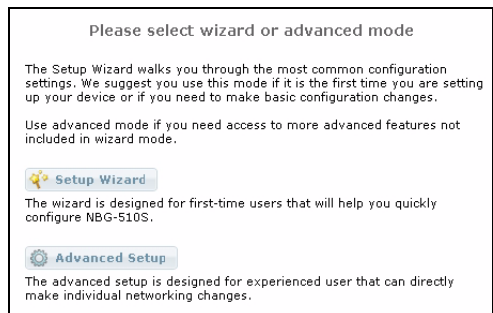 Please select wizard or advanced mode
The Setup Wizard walks you through the most common configuration
settings. We suggest you use this mode if it is the first time you are setting
up your device or if you need to make basic configuration changes.
Use advanced mode if you need access to more advanced features not
included in wizard mode.
Setup Wizard
The wizard is designed for first-time users that will help you quickly
configure NBG-510S.
Advanced Setup
The advanced setup is designed for experienced user that can directly
make individual networking changes.